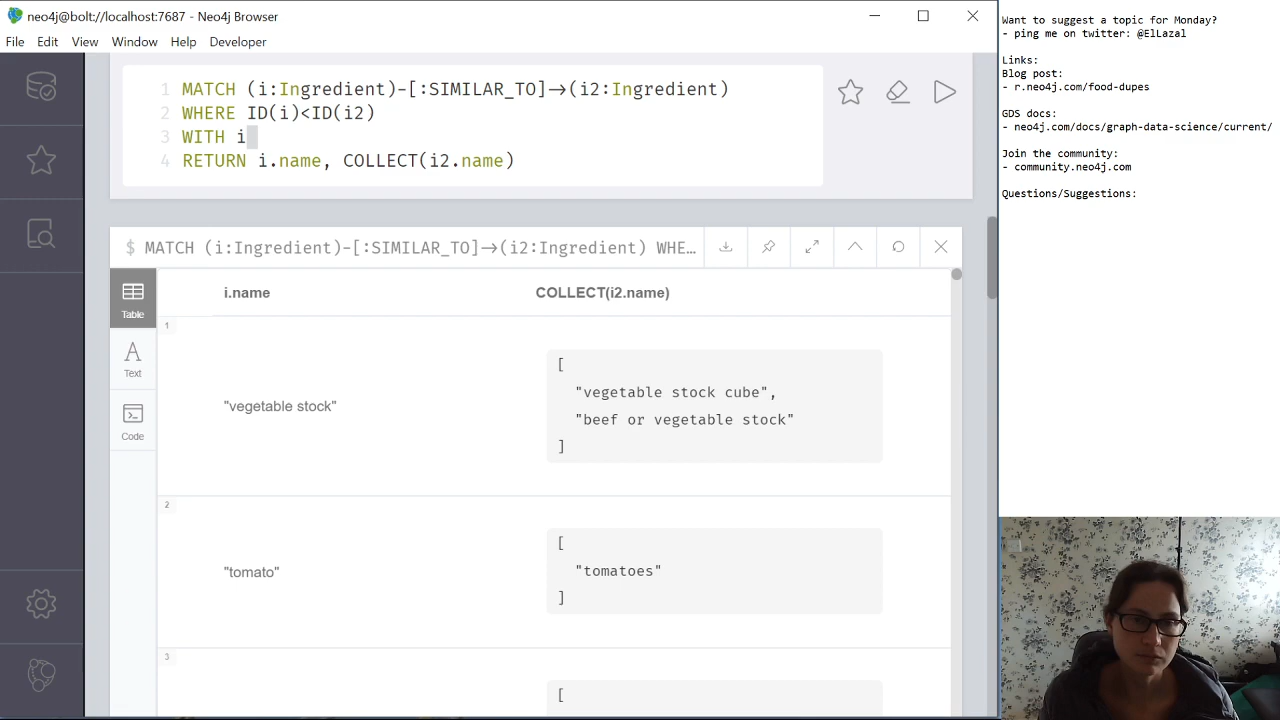 neo4j@bolt://localhost:7687 - Neo4j Browser
File Edit View Window Help Developer
1 MATCH (i:Ingredient)-[:SIMILAR_TO]->(i2:Ingredient)
2 WHERE ID(i)<ID(i2)
3 WITH i
4 RETURN i.name, COLLECT(i2.name)
$ MATCH (i:Ingredient)-[:SIMILAR_TO]->(i2:Ingredient) WHE…
Table
Text
Code
i.name COLLECT(i2.name)
1
"vegetable stock"
[
"vegetable stock cube",
"beef or vegetable stock"
]
2
"tomato"
[
"tomatoes"
]
3
[
Want to suggest a topic for Monday?
- ping me on twitter: @ElLazal
Links:
Blog post:
- r.neo4j.com/food-dupes
GDS docs:
- neo4j.com/docs/graph-data-science/current/
Join the community:
- community.neo4j.com
Questions/Suggestions: